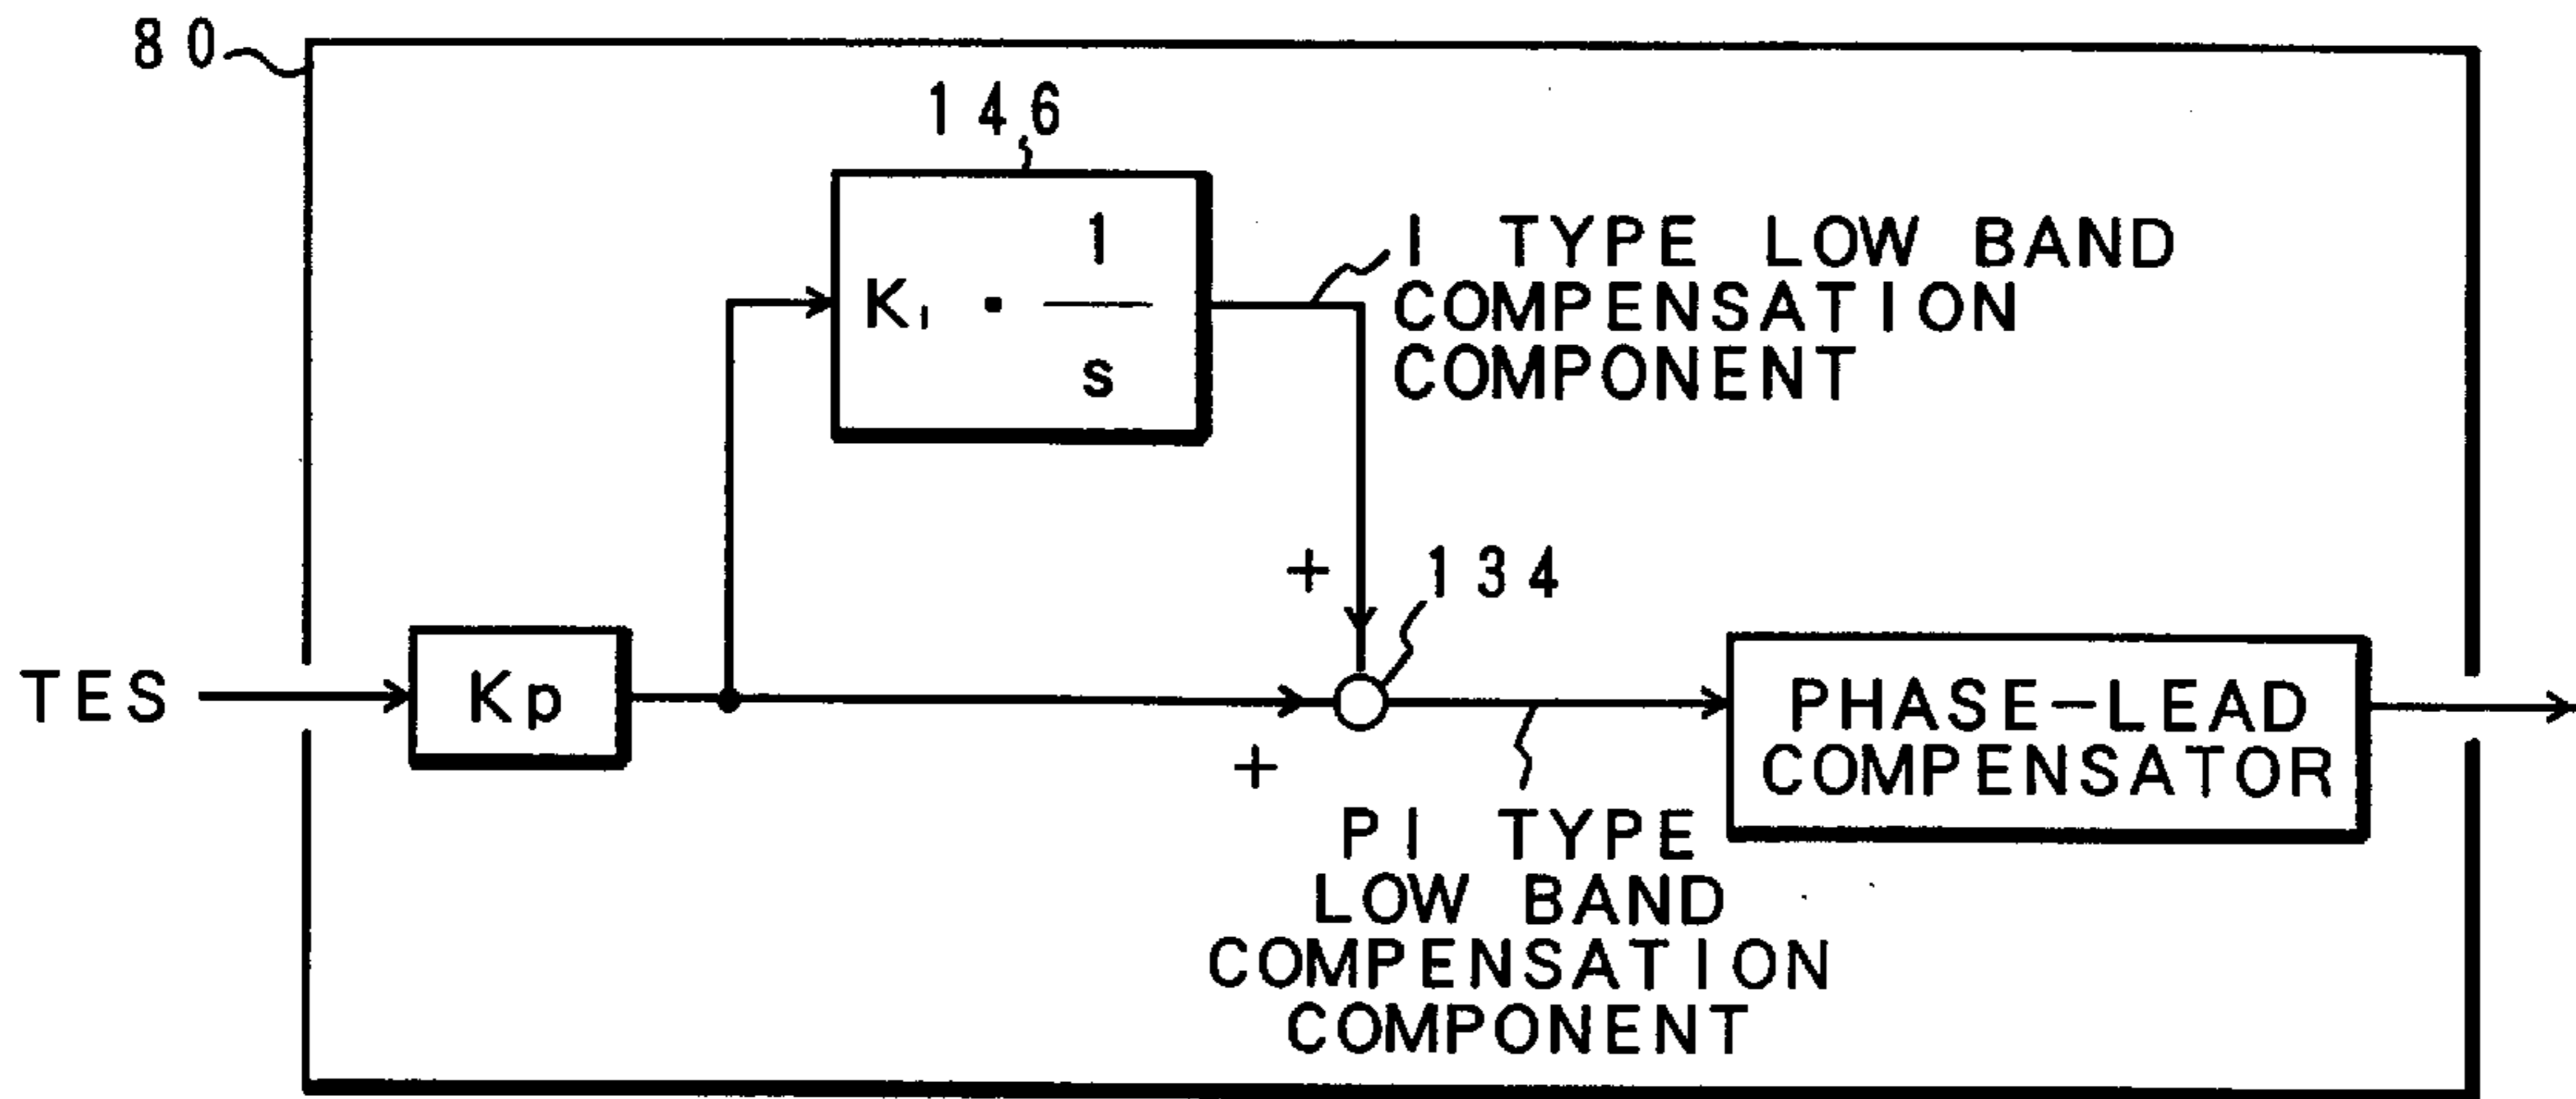 80
146
K₁ · 1/s
I TYPE LOW BAND
COMPENSATION
COMPONENT
+
134
TES
Kp
+
PHASE-LEAD
COMPENSATOR
PI TYPE
LOW BAND
COMPENSATION
COMPONENT